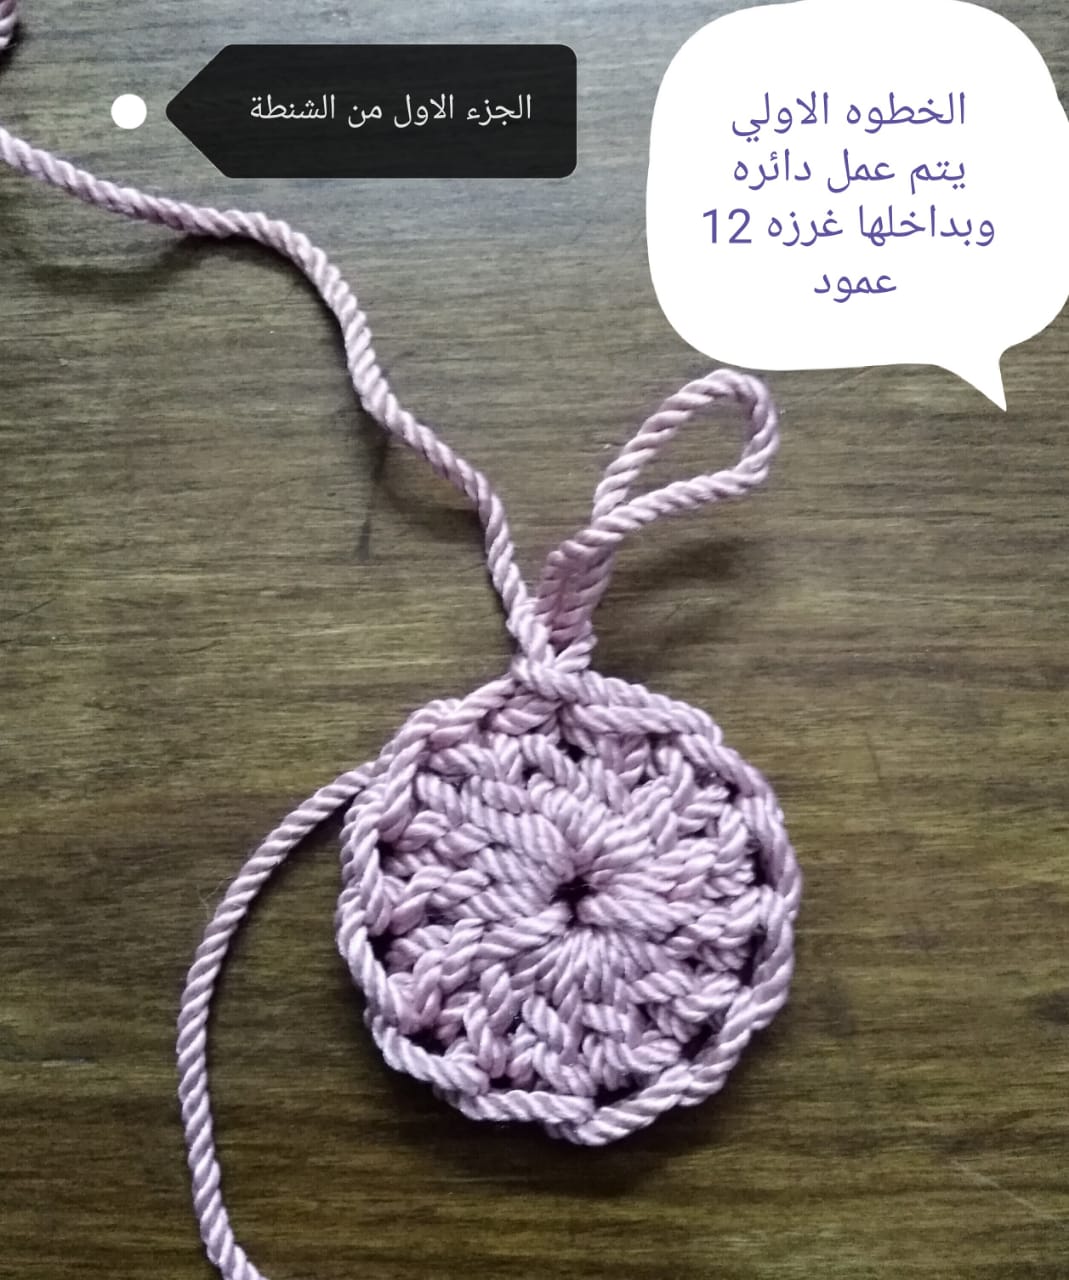 الجزء الاول من الشنطة
الخطوه الاولي
يتم عمل دائره
وبداخلها غرزه 12
عمود